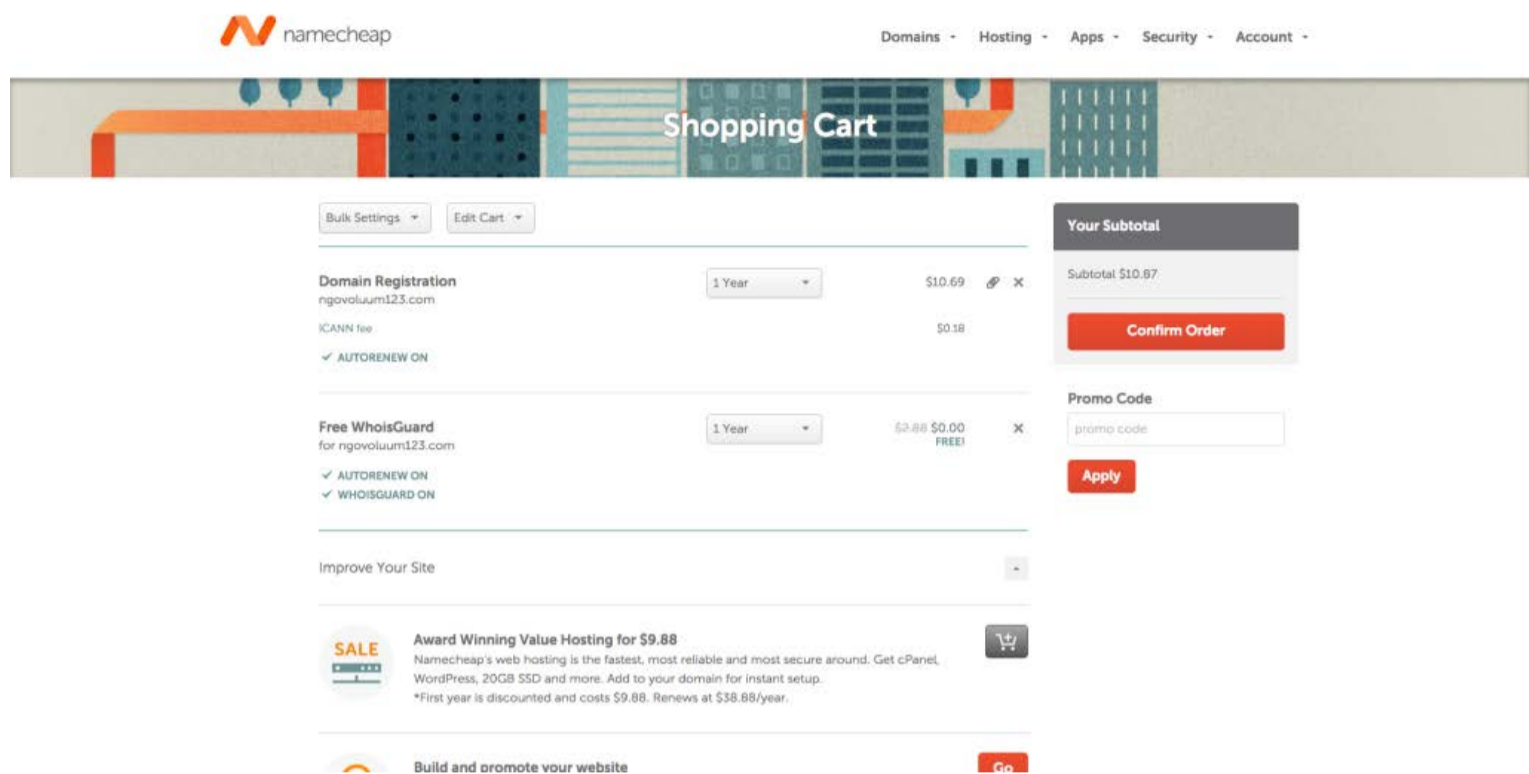 namecheap
Domains Hosting Apps Security Account
Shopping Cart
Bulk Settings Edit Cart
Domain Registration 1 Year $10.69
ngovoluum123.com
ICANN fee $0.18
AUTORENEW ON
Free WhoisGuard 1 Year $2.88 $0.00
for ngovoluum123.com FREE!
AUTORENEW ON
WHOISGUARD ON
Improve Your Site
SALE
Award Winning Value Hosting for $9.88
Namecheap's web hosting is the fastest, most reliable and most secure around. Get cPanel,
WordPress, 20GB SSD and more. Add to your domain for instant setup.
*First year is discounted and costs $9.88. Renews at $38.88/year.
Build and promote your website Go
Your Subtotal
Subtotal $10.87
Confirm Order
Promo Code
promo code
Apply